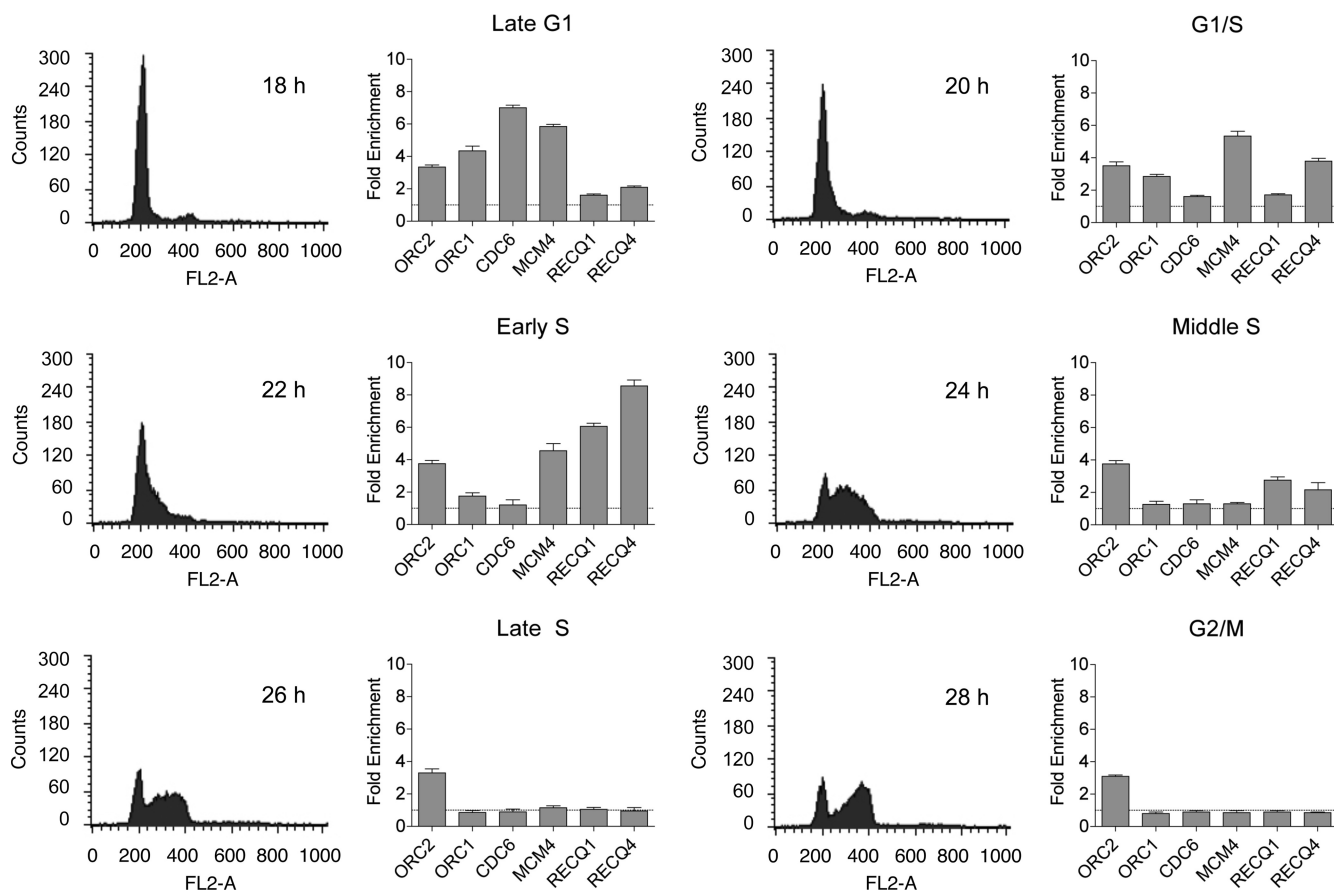 Late G1
G1/S
300
240
180
120
60
0
Counts
18 h
0 200 400 600 800 1000
FL2-A
10
8
6
4
2
0
Fold Enrichment
ORC2 ORC1 CDC6 MCM4 RECQ1 RECQ4
300
240
180
120
60
0
Counts
20 h
0 200 400 600 800 1000
FL2-A
10
8
6
4
2
0
Fold Enrichment
ORC2 ORC1 CDC6 MCM4 RECQ1 RECQ4
Early S
Middle S
300
240
180
120
60
0
Counts
22 h
0 200 400 600 800 1000
FL2-A
10
8
6
4
2
0
Fold Enrichment
ORC2 ORC1 CDC6 MCM4 RECQ1 RECQ4
300
240
180
120
60
0
Counts
24 h
0 200 400 600 800 1000
FL2-A
10
8
6
4
2
0
Fold Enrichment
ORC2 ORC1 CDC6 MCM4 RECQ1 RECQ4
Late S
G2/M
300
240
180
120
60
0
Counts
26 h
0 200 400 600 800 1000
FL2-A
10
8
6
4
2
0
Fold Enrichment
ORC2 ORC1 CDC6 MCM4 RECQ1 RECQ4
300
240
180
120
60
0
Counts
28 h
0 200 400 600 800 1000
FL2-A
10
8
6
4
2
0
Fold Enrichment
ORC2 ORC1 CDC6 MCM4 RECQ1 RECQ4